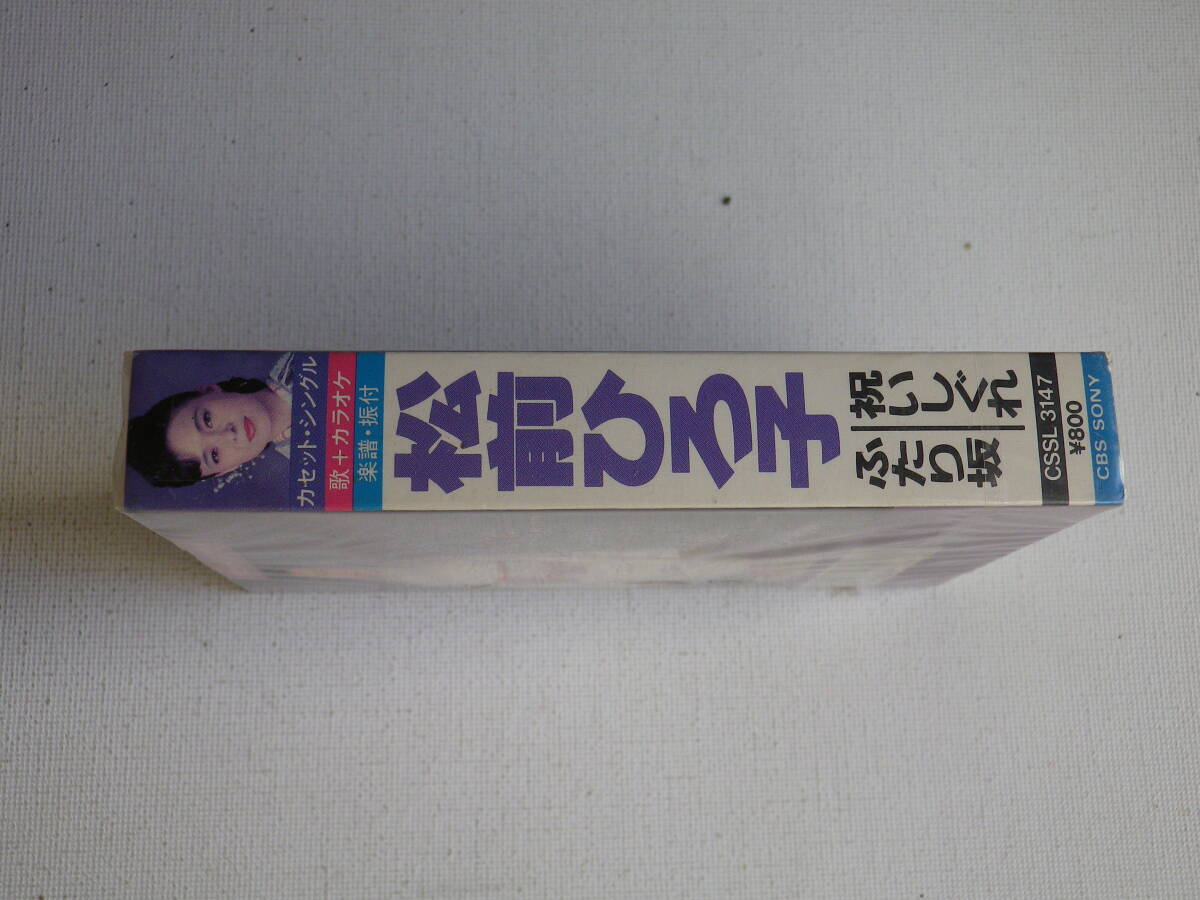 カセット・シングル
歌＋カラオケ
楽譜・振付
松前ひろ子
祝いしぐれ
ふたり坂
CSSL 3147
¥800
CBS SONY